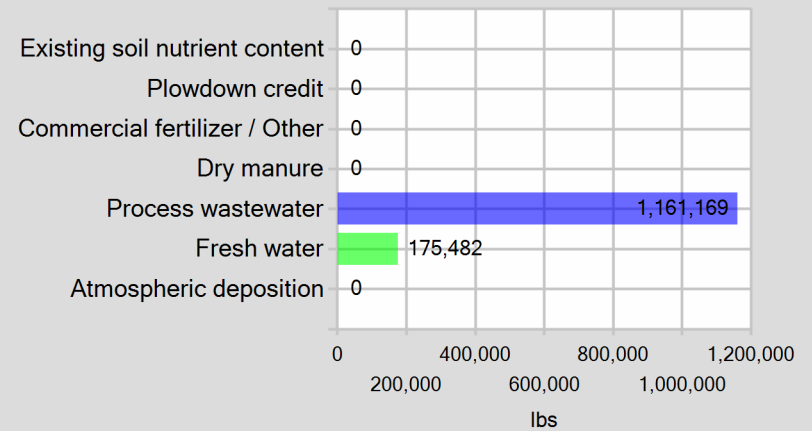 Existing soil nutrient content 0
Plowdown credit 0
Commercial fertilizer / Other 0
Dry manure 0
Process wastewater 1,161,169
Fresh water 175,482
Atmospheric deposition 0
0 400,000 800,000 1,200,000
200,000 600,000 1,000,000
lbs